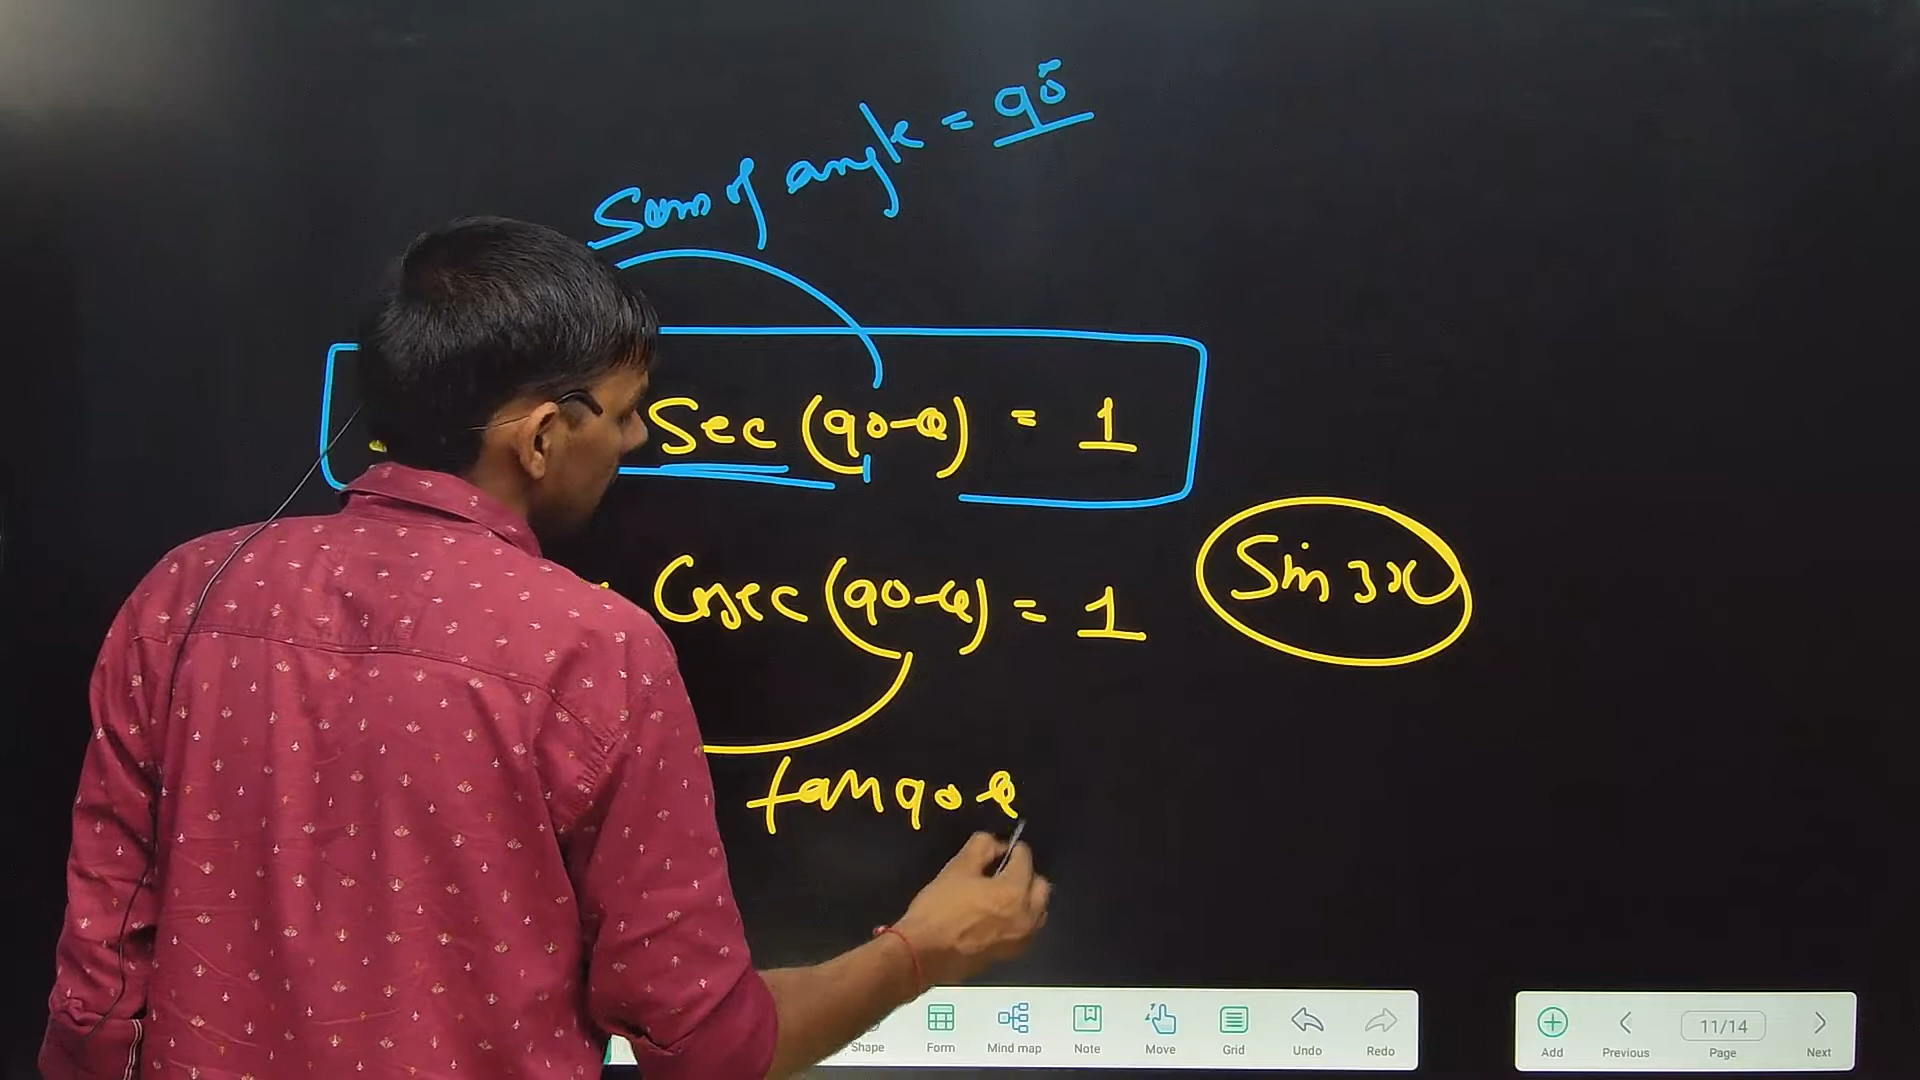 Sum of angle = 90°
Sec (90-θ) = 1
Cosec (90-θ) = 1
Sin 3x
tan 90-θ
Shape
Form
Mind map
Note
Move
Grid
Undo
Redo
Add
Previous
11/14
Page
Next